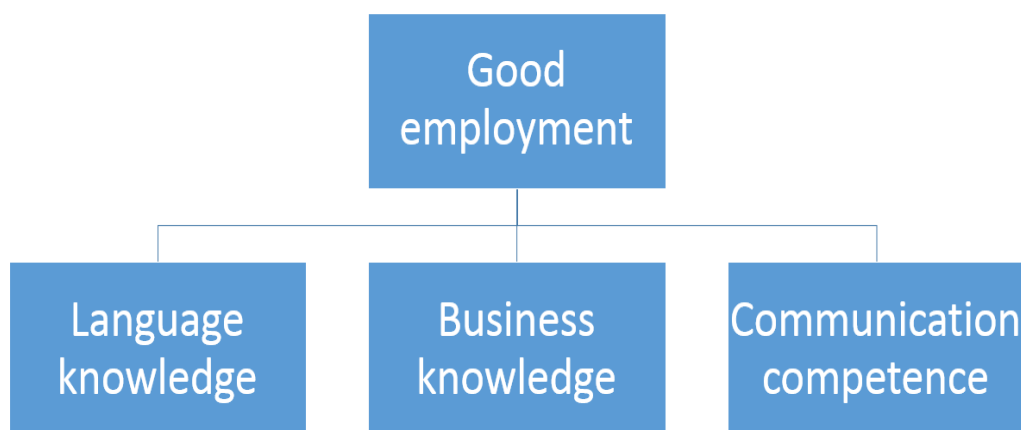 Good
employment
Language
knowledge
Business
knowledge
Communication
competence